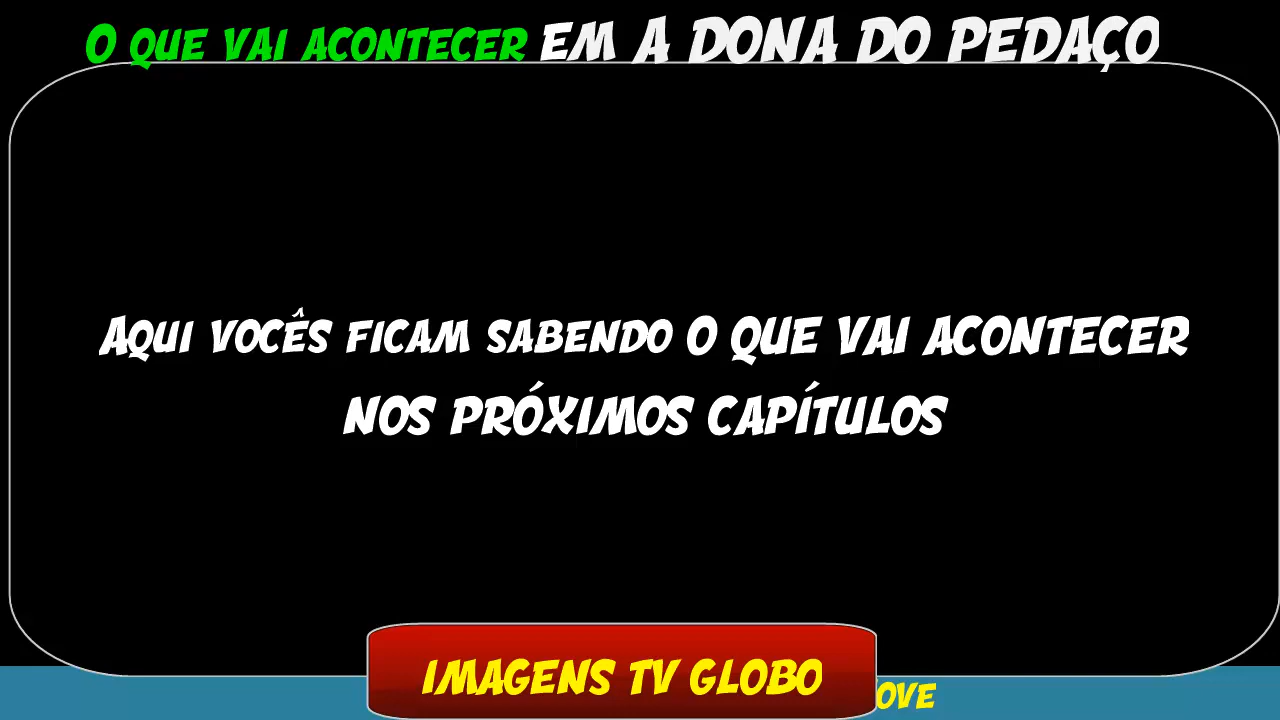 O QUE VAI ACONTECER EM A DONA DO PEDAÇO
AQUI VOCÊS FICAM SABENDO O QUE VAI ACONTECER
NOS PRÓXIMOS CAPÍTULOS
IMAGENS TV GLOBO